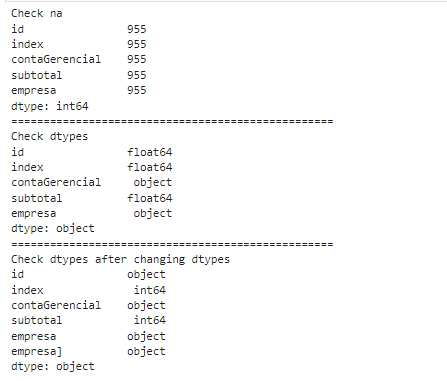 Check na
id                955
index             955
contaGerencial    955
subtotal          955
empresa           955
dtype: int64
==================================================
Check dtypes
id                float64
index             float64
contaGerencial     object
subtotal          float64
empresa            object
dtype: object
==================================================
Check dtypes after changing dtypes
id                object
index              int64
contaGerencial    object
subtotal           int64
empresa           object
empresa]          object
dtype: object